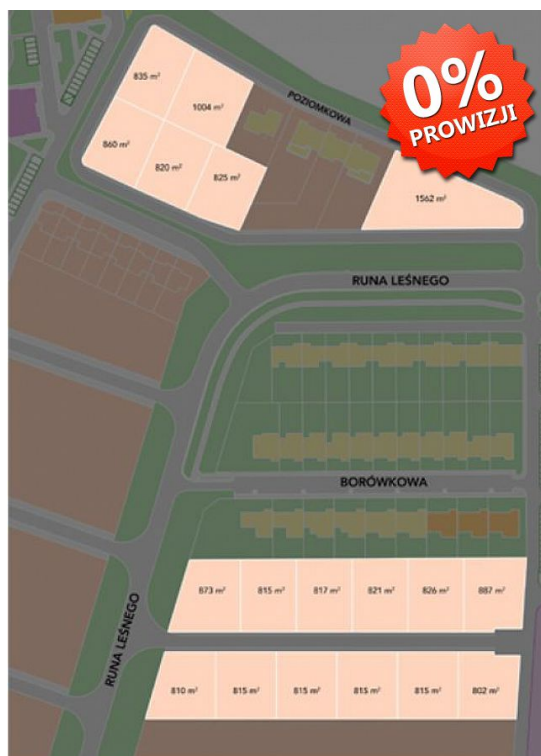 0%
PROWIZJI
835 m²
1004 m²
POZIOMKOWA
860 m²
820 m²
825 m²
1562 m²
RUNA LEŚNEGO
BORÓWKOWA
873 m²
815 m²
817 m²
821 m²
826 m²
887 m²
RUNA LEŚNEGO
810 m²
815 m²
815 m²
815 m²
815 m²
802 m²